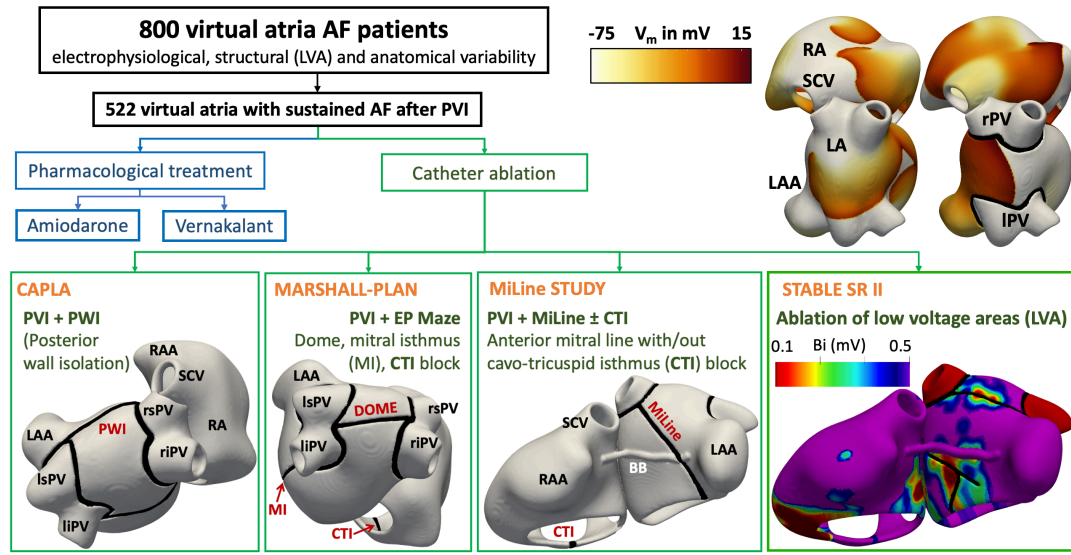 800 virtual atria AF patients
electrophysiological, structural (LVA) and anatomical variability
522 virtual atria with sustained AF after PVI
Pharmacological treatment
Catheter ablation
Amiodarone
Vernakalant
-75 Vm in mV 15
RA
SCV
LA
LAA
rPV
lPV
CAPLA
PVI + PWI
(Posterior
wall isolation)
RAA
SCV
rsPV
PWI
RA
LAA
riPV
lsPV
liPV
MARSHALL-PLAN
PVI + EP Maze
Dome, mitral isthmus
(MI), CTI block
LAA
lsPV
DOME
rsPV
liPV
riPV
MI
CTI
MiLine STUDY
PVI + MiLine ± CTI
Anterior mitral line with/out
cavo-tricuspid isthmus (CTI) block
SCV
MiLine
LAA
BB
RAA
CTI
STABLE SR II
Ablation of low voltage areas (LVA)
0.1 Bi (mV) 0.5